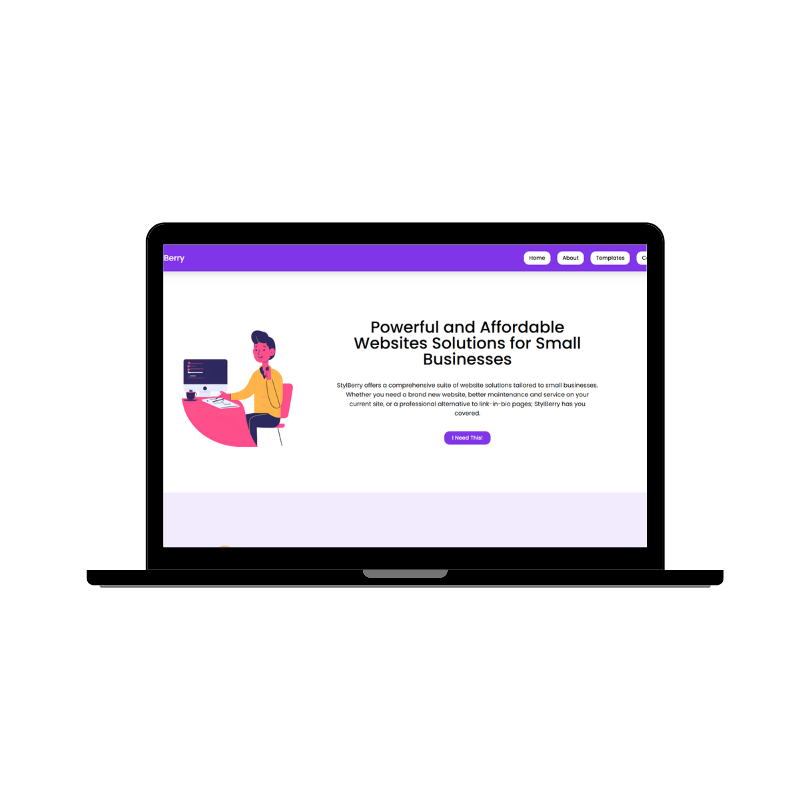 Berry
Home About Templates
Powerful and Affordable
Websites Solutions for Small
Businesses
StylBerry offers a comprehensive suite of website solutions tailored to small businesses.
Whether you need a brand new website, better maintenance and service on your
current site, or a professional alternative to link-in-bio pages; StylBerry has you
covered.
I Need This!